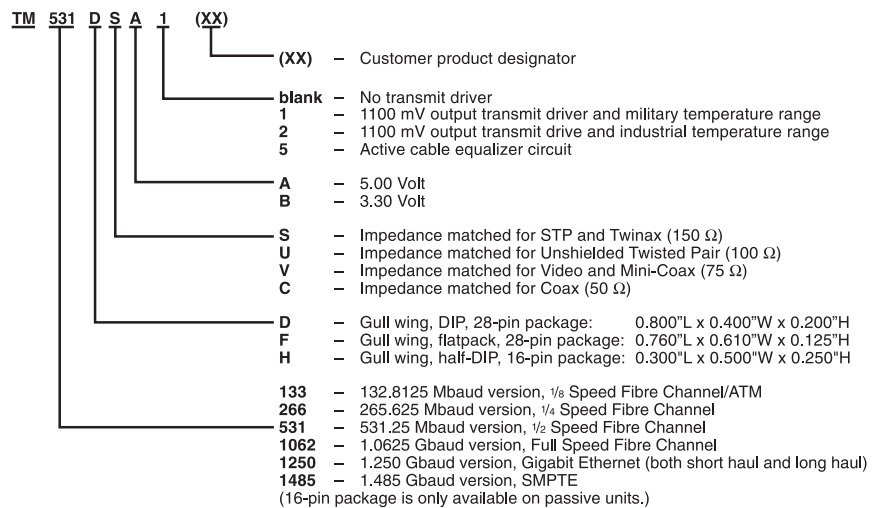 TM 531 D S A 1 (XX)
(XX) – Customer product designator
blank – No transmit driver
1 – 1100 mV output transmit driver and military temperature range
2 – 1100 mV output transmit drive and industrial temperature range
5 – Active cable equalizer circuit
A – 5.00 Volt
B – 3.30 Volt
S – Impedance matched for STP and Twinax (150 Ω)
U – Impedance matched for Unshielded Twisted Pair (100 Ω)
V – Impedance matched for Video and Mini-Coax (75 Ω)
C – Impedance matched for Coax (50 Ω)
D – Gull wing, DIP, 28-pin package: 0.800”L x 0.400”W x 0.200”H
F – Gull wing, flatpack, 28-pin package: 0.760”L x 0.610”W x 0.125”H
H – Gull wing, half-DIP, 16-pin package: 0.300"L x 0.500"W x 0.250"H
133 – 132.8125 Mbaud version, 1/8 Speed Fibre Channel/ATM
266 – 265.625 Mbaud version, 1/4 Speed Fibre Channel
531 – 531.25 Mbaud version, 1/2 Speed Fibre Channel
1062 – 1.0625 Gbaud version, Full Speed Fibre Channel
1250 – 1.250 Gbaud version, Gigabit Ethernet (both short haul and long haul)
1485 – 1.485 Gbaud version, SMPTE
(16-pin package is only available on passive units.)